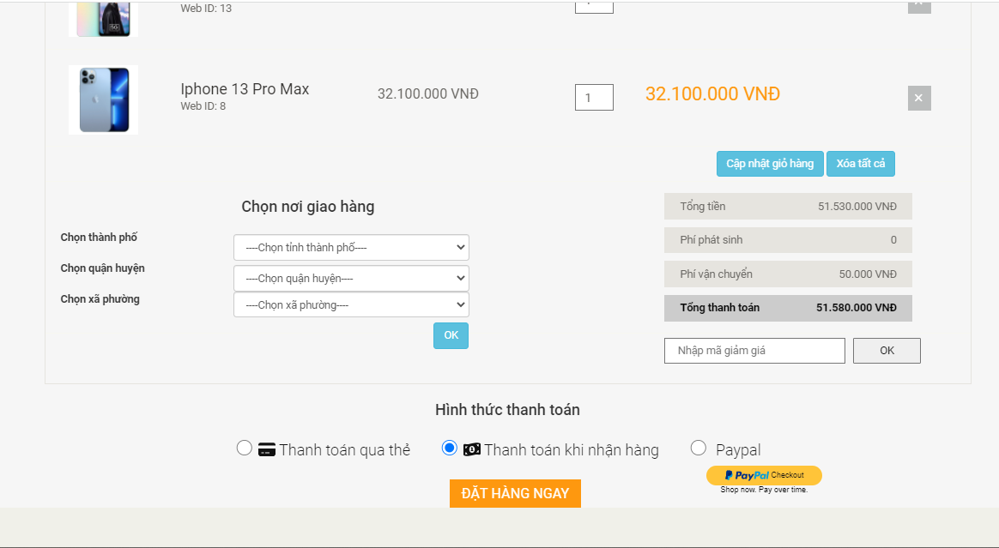 Web ID: 13
Iphone 13 Pro Max
Web ID: 8
32.100.000 VNĐ
1
32.100.000 VNĐ
×
Cập nhật giỏ hàng
Xóa tất cả
Chọn nơi giao hàng
Chọn thành phố
----Chọn tỉnh thành phố----
Chọn quận huyện
----Chọn quận huyện----
Chọn xã phường
----Chọn xã phường----
OK
Tổng tiền 51.530.000 VNĐ
Phí phát sinh 0
Phí vận chuyển 50.000 VNĐ
Tổng thanh toán 51.580.000 VNĐ
Nhập mã giảm giá
OK
Hình thức thanh toán
Thanh toán qua thẻ
Thanh toán khi nhận hàng
Paypal
PayPal Checkout
Shop now. Pay over time.
ĐẶT HÀNG NGAY